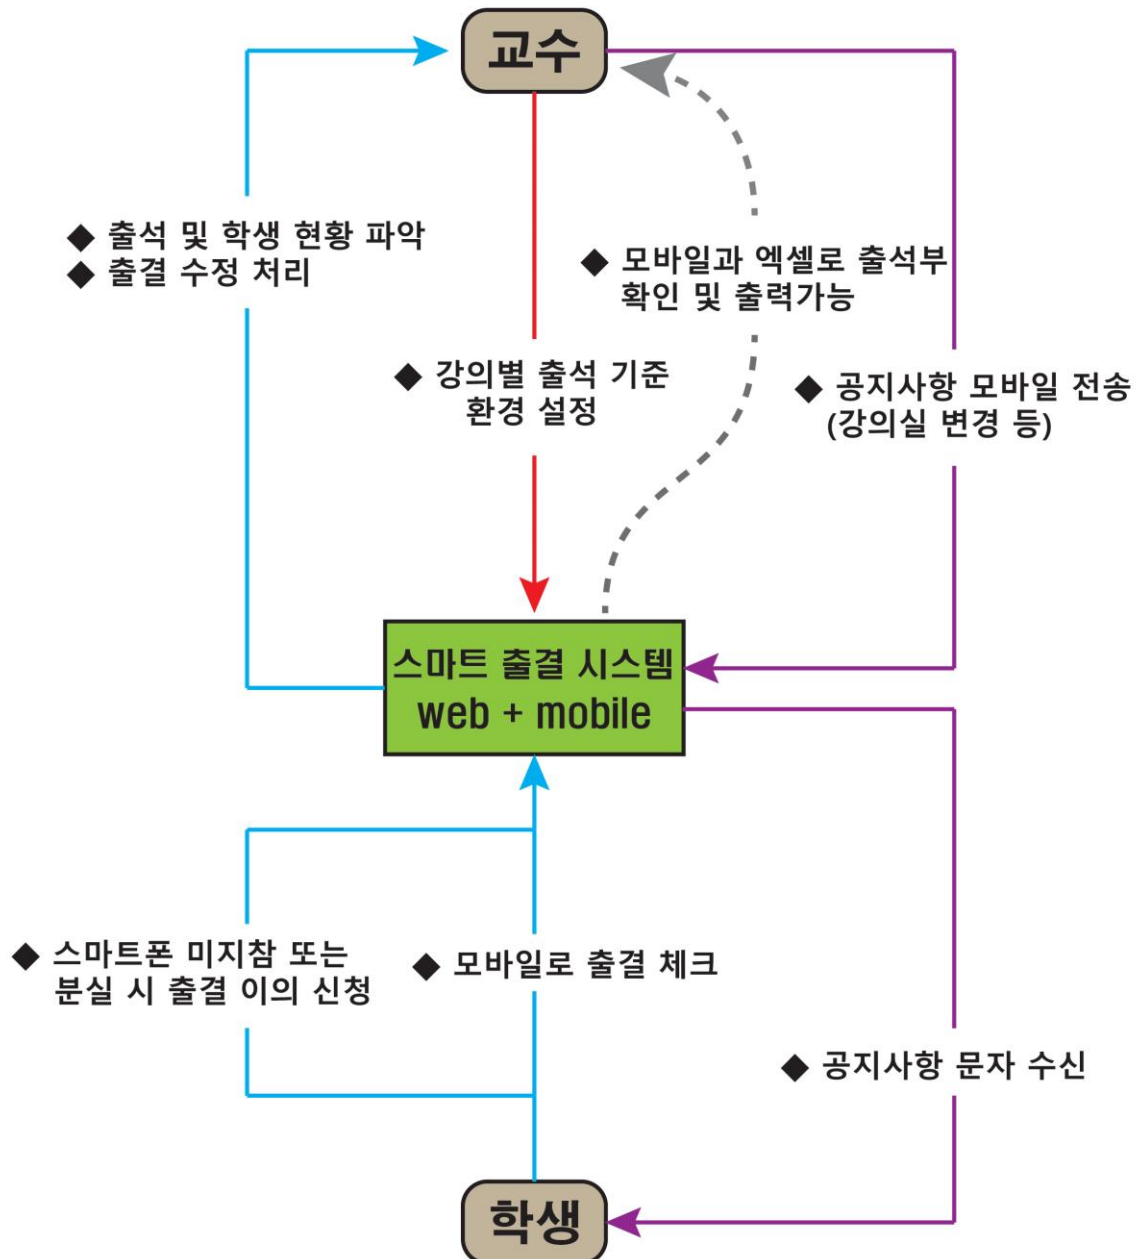 교수
◆ 출석 및 학생 현황 파악
◆ 출결 수정 처리
◆ 모바일과 엑셀로 출석부
확인 및 출력가능
◆ 강의별 출석 기준
환경 설정
◆ 공지사항 모바일 전송
(강의실 변경 등)
스마트 출결 시스템
web + mobile
◆ 스마트폰 미지참 또는
분실 시 출결 이의 신청
◆ 모바일로 출결 체크
◆ 공지사항 문자 수신
학생